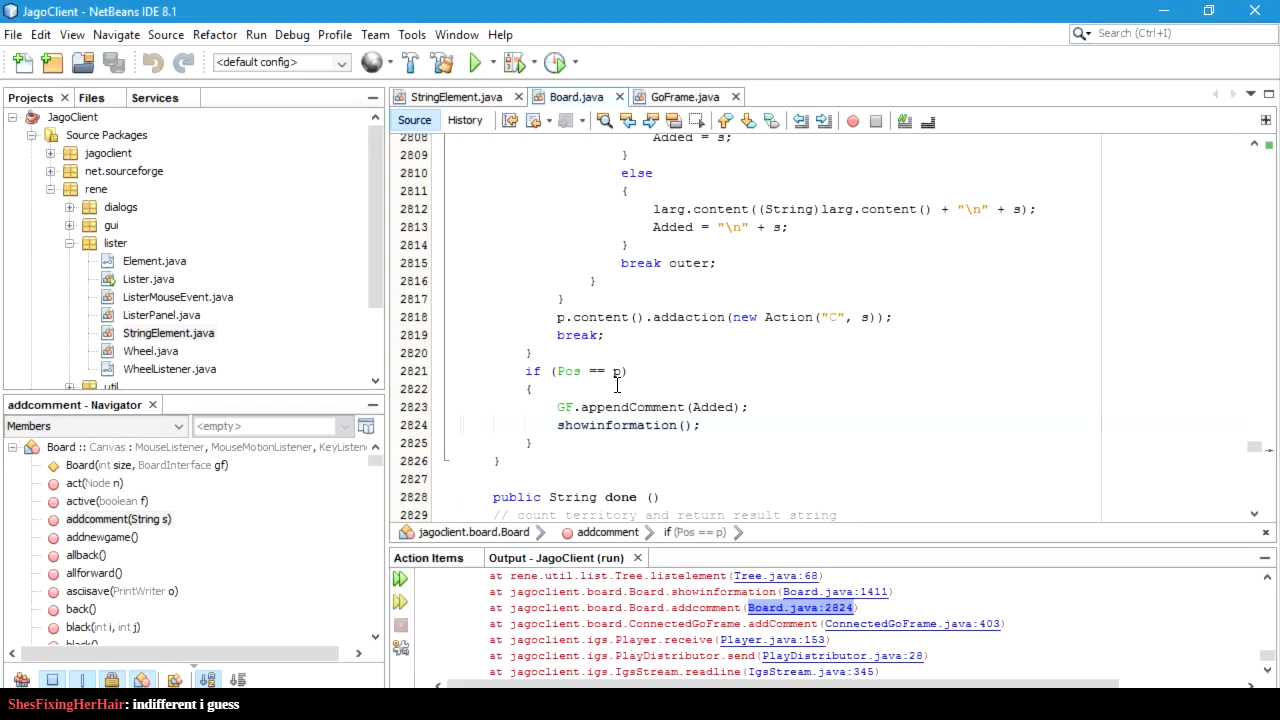 JagoClient - NetBeans IDE 8.1
File Edit View Navigate Source Refactor Run Debug Profile Team Tools Window Help
Search (Ctrl+I)
<default config>
Projects Files Services
JagoClient
Source Packages
jagoclient
net.sourceforge
rene
dialogs
gui
lister
Element.java
Lister.java
ListerMouseEvent.java
ListerPanel.java
StringElement.java
Wheel.java
WheelListener.java
util
addcomment - Navigator
Members <empty>
Board :: Canvas : MouseListener, MouseMotionListener, KeyListen
Board(int size, BoardInterface gf)
act(Node n)
active(boolean f)
addcomment(String s)
addnewgame()
allback()
allforward()
asciisave(PrintWriter o)
back()
black(int i, int j)
StringElement.java Board.java GoFrame.java
Source History
2808 Added = s;
2809 }
2810 else
2811 {
2812 larg.content((String)larg.content() + "\n" + s);
2813 Added = "\n" + s;
2814 }
2815 break outer;
2816 }
2817 }
2818 p.content().addaction(new Action("C", s));
2819 break;
2820 }
2821 if (Pos == p)
2822 {
2823 GF.appendComment(Added);
2824 showinformation();
2825 }
2826 }
2827
2828 public String done ()
2829 // count territory and return result string
jagoclient.board.Board addcomment if (Pos == p)
Action Items Output - JagoClient (run)
at rene.util.list.Tree.listelement(Tree.java:68)
at jagoclient.board.Board.showinformation(Board.java:1411)
at jagoclient.board.Board.addcomment(Board.java:2824)
at jagoclient.board.ConnectedGoFrame.addComment(ConnectedGoFrame.java:403)
at jagoclient.igs.Player.receive(Player.java:153)
at jagoclient.igs.PlayDistributor.send(PlayDistributor.java:28)
at jagoclient.igs.IgsStream.readline(IgsStream.java:345)
ShesFixingHerHair: indifferent i guess